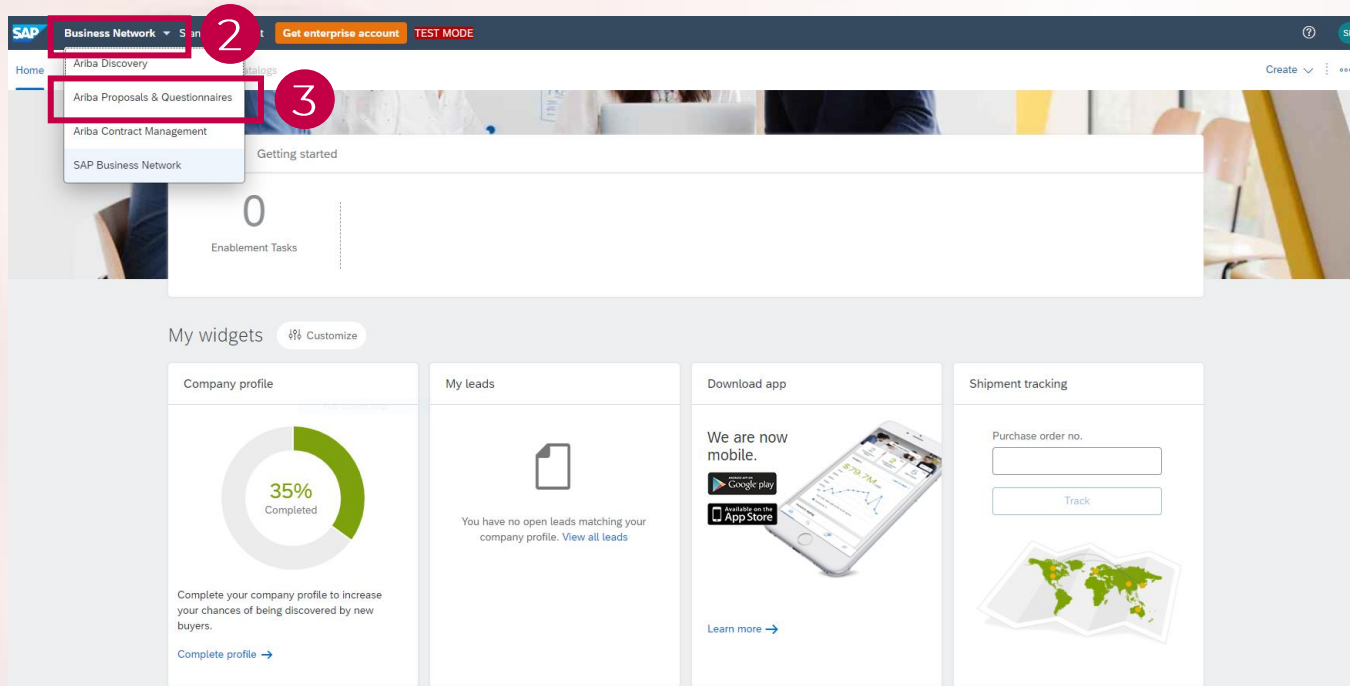 SAP Business Network 2 Get enterprise account TEST MODE
Home Ariba Discovery Create
Ariba Proposals & Questionnaires 3
Ariba Contract Management
SAP Business Network
Getting started
0
Enablement Tasks
My widgets Customize
Company profile
35%
Completed
Complete your company profile to increase
your chances of being discovered by new
buyers.
Complete profile →
My leads
You have no open leads matching your
company profile. View all leads
Download app
We are now
mobile.
ANDROID APP ON
Google play
Available on the
App Store
$79.7M
Learn more →
Shipment tracking
Purchase order no.
Track